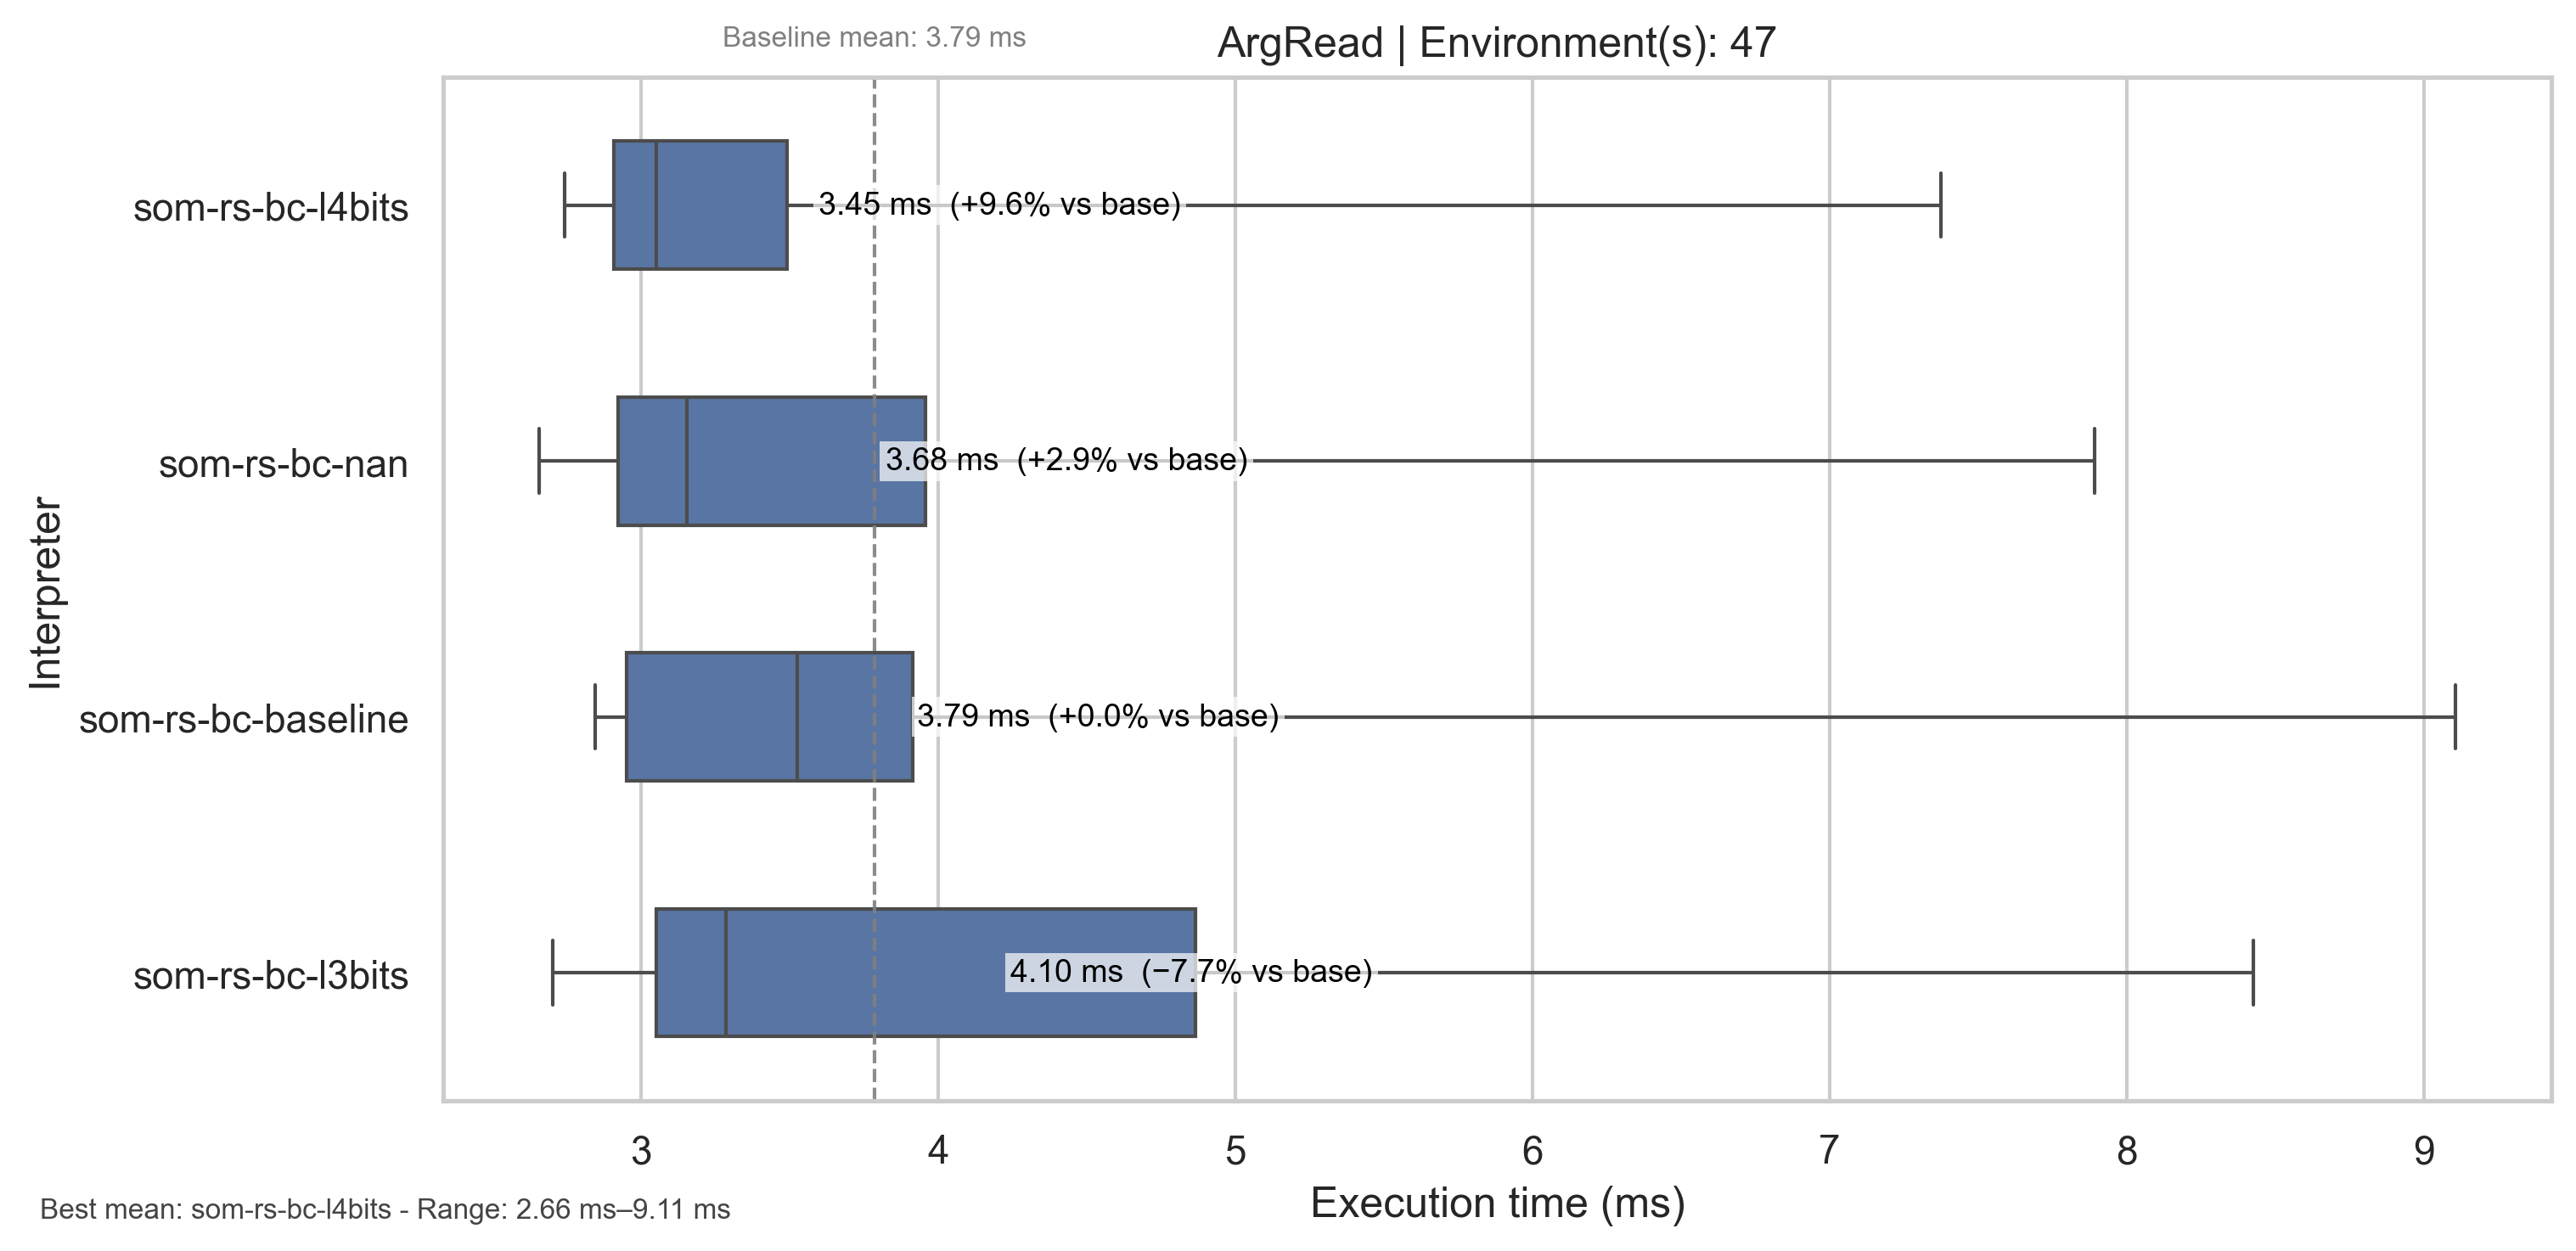 Baseline mean: 3.79 ms
ArgRead | Environment(s): 47
Interpreter
som-rs-bc-l4bits
3.45 ms (+9.6% vs base)
som-rs-bc-nan
3.68 ms (+2.9% vs base)
som-rs-bc-baseline
3.79 ms (+0.0% vs base)
som-rs-bc-l3bits
4.10 ms (−7.7% vs base)
3 4 5 6 7 8 9
Execution time (ms)
Best mean: som-rs-bc-l4bits - Range: 2.66 ms–9.11 ms